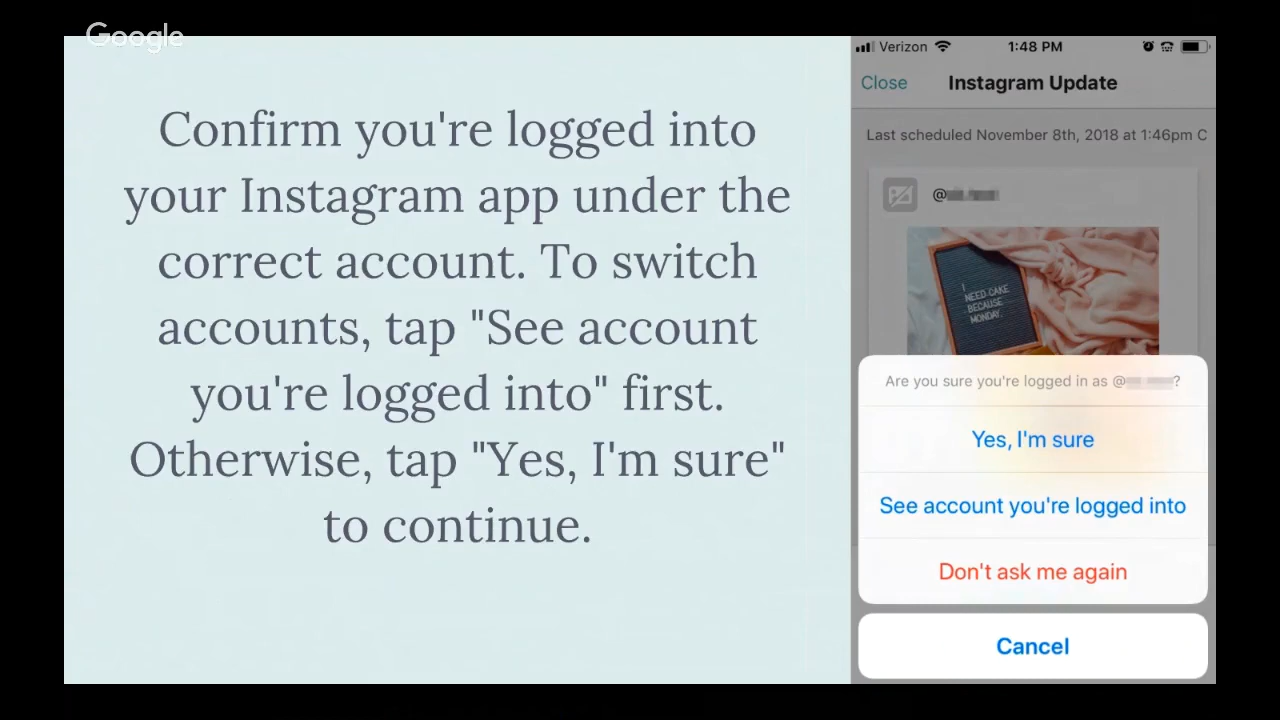 Google
Confirm you're logged into
your Instagram app under the
correct account. To switch
accounts, tap "See account
you're logged into" first.
Otherwise, tap "Yes, I'm sure"
to continue.
Verizon 1:48 PM
Close Instagram Update
Last scheduled November 8th, 2018 at 1:46pm C
@
I
NEED CAKE
BECAUSE
MONDAY.
Are you sure you're logged in as @ ?
Yes, I'm sure
See account you're logged into
Don't ask me again
Cancel